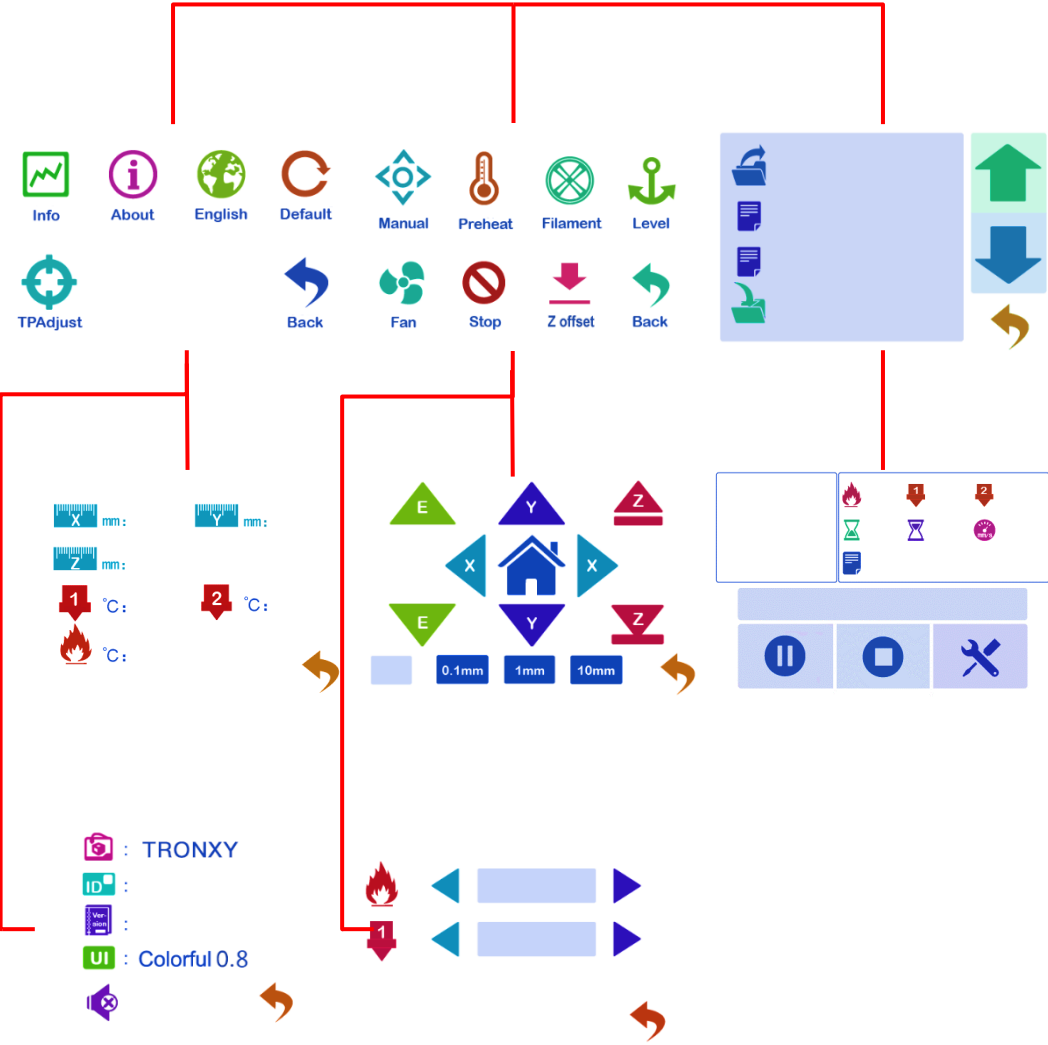 Info
About
English
Default
Manual
Preheat
Filament
Level
TPAdjust
Back
Fan
Stop
Z offset
Back
X mm:
Y mm:
Z mm:
1 ℃:
2 ℃:
℃:
E
Y
Z
X
X
E
Y
Z
0.1mm
1mm
10mm
1
2
mm/s
: TRONXY
ID :
Ver-
sion :
UI : Colorful 0.8
1